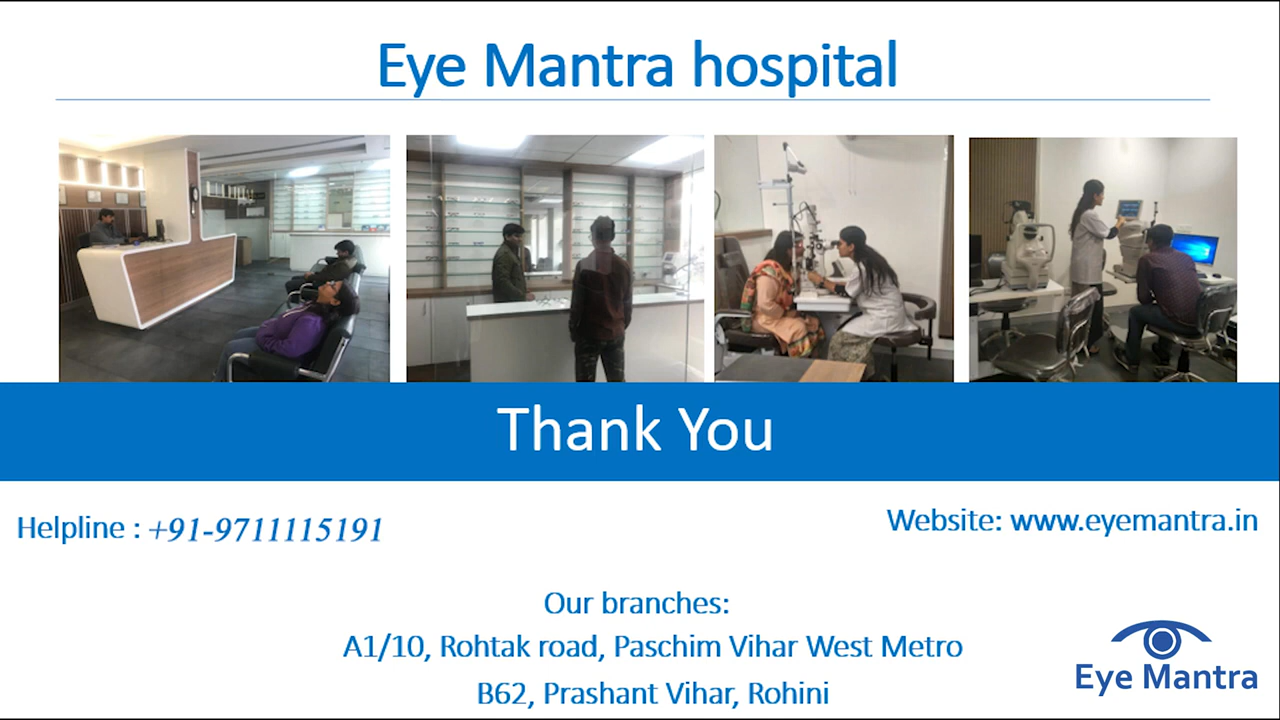 Eye Mantra hospital
Thank You
Helpline : +91-9711115191
Website: www.eyemantra.in
Our branches:
A1/10, Rohtak road, Paschim Vihar West Metro
B62, Prashant Vihar, Rohini
Eye Mantra